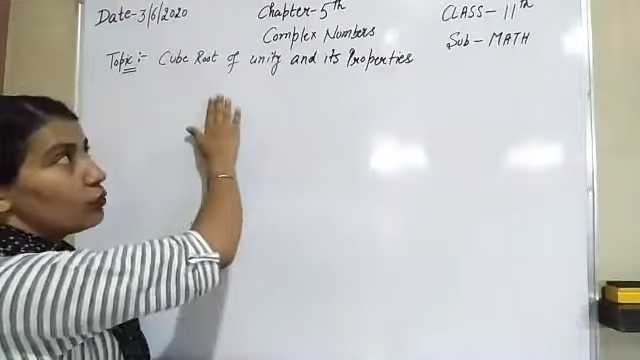 Date-3/6/2020
Chapter-5th
Complex Numbers
CLASS-11th
Sub-MATH
Topic:- Cube Root of unity and its Properties